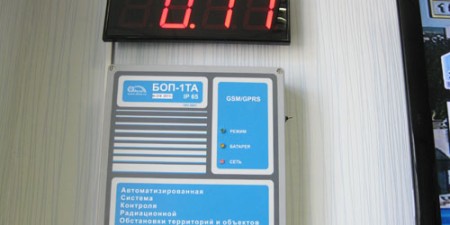 0.11
БОП-1ТА
IP 65
GSM/GPRS
РЕЖИМ
БАТАРЕЯ
СЕТЬ
Автоматизированная
Система
Контроля
Радиационной
Обстановки территорий и объектов